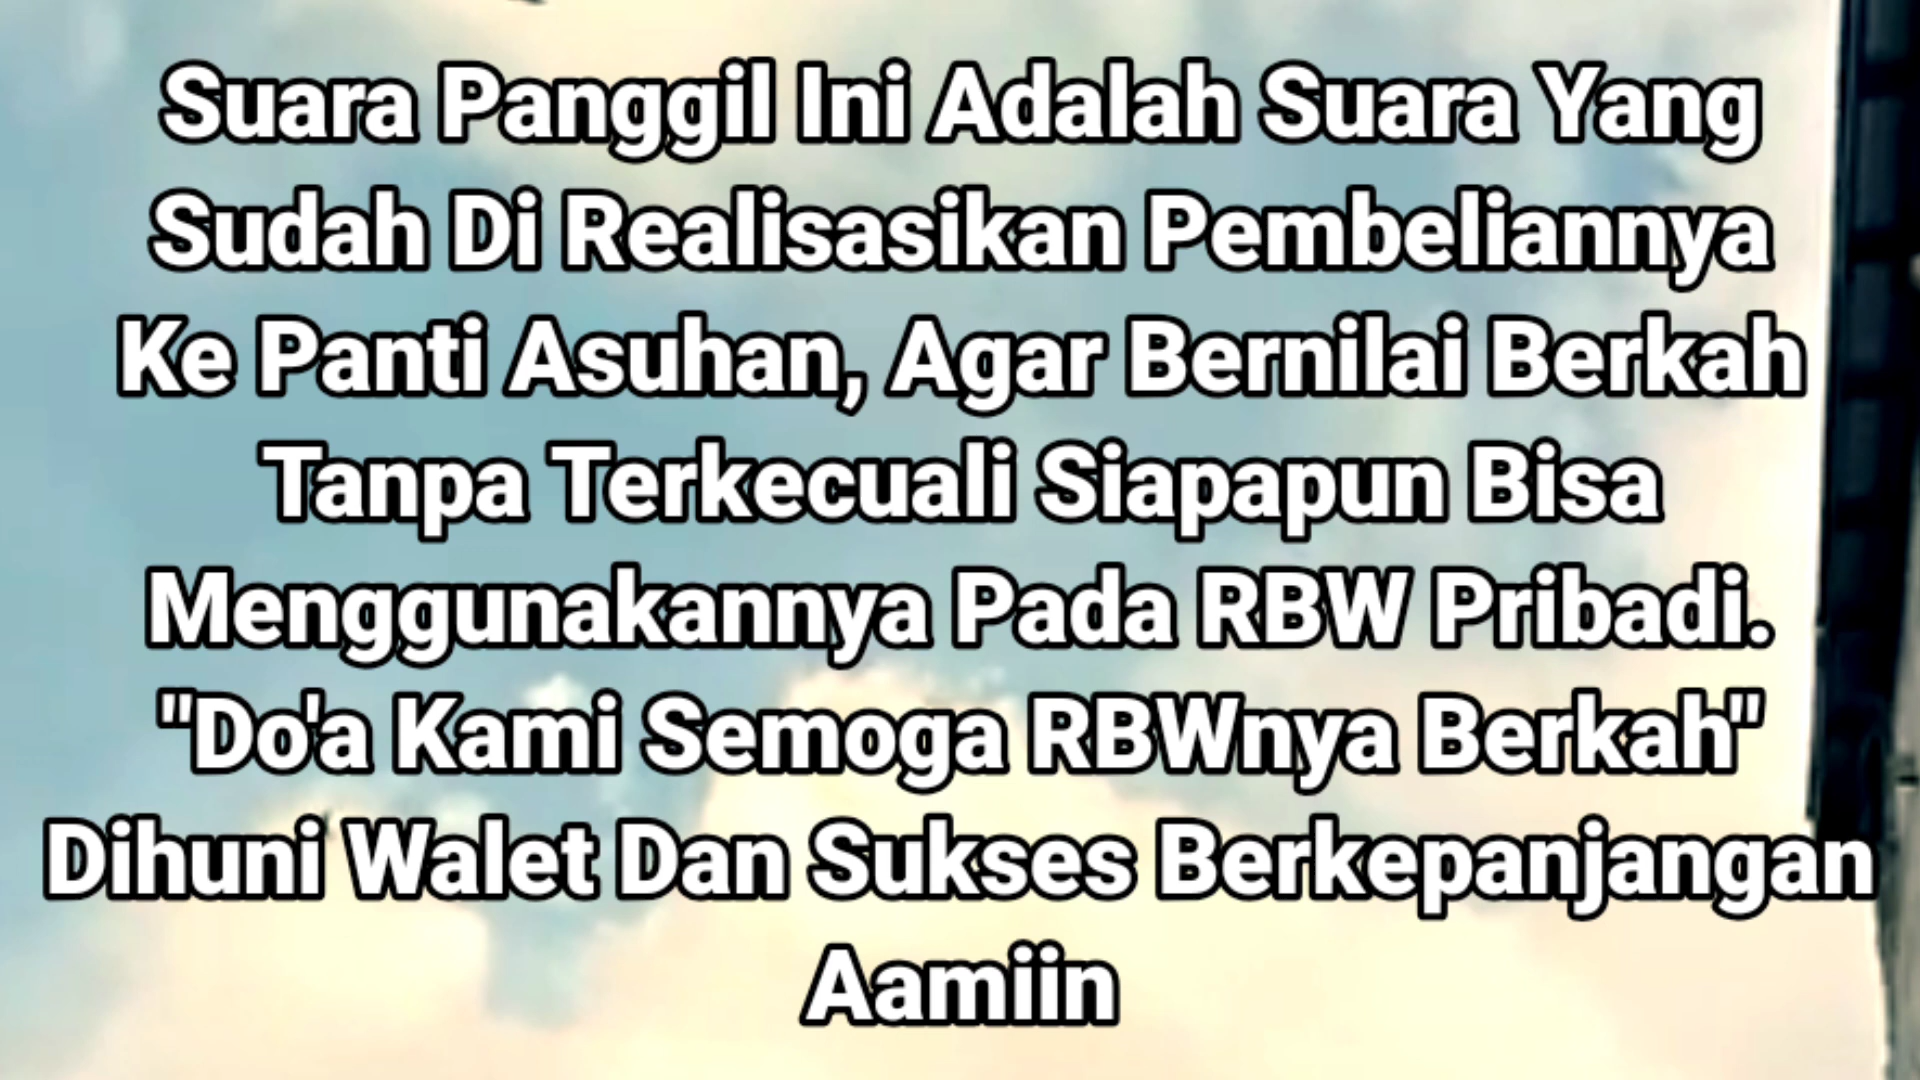 Suara Panggil Ini Adalah Suara Yang
Sudah Di Realisasikan Pembeliannya
Ke Panti Asuhan, Agar Bernilai Berkah
Tanpa Terkecuali Siapapun Bisa
Menggunakannya Pada RBW Pribadi.
"Do'a Kami Semoga RBWnya Berkah"
Dihuni Walet Dan Sukses Berkepanjangan
Aamiin